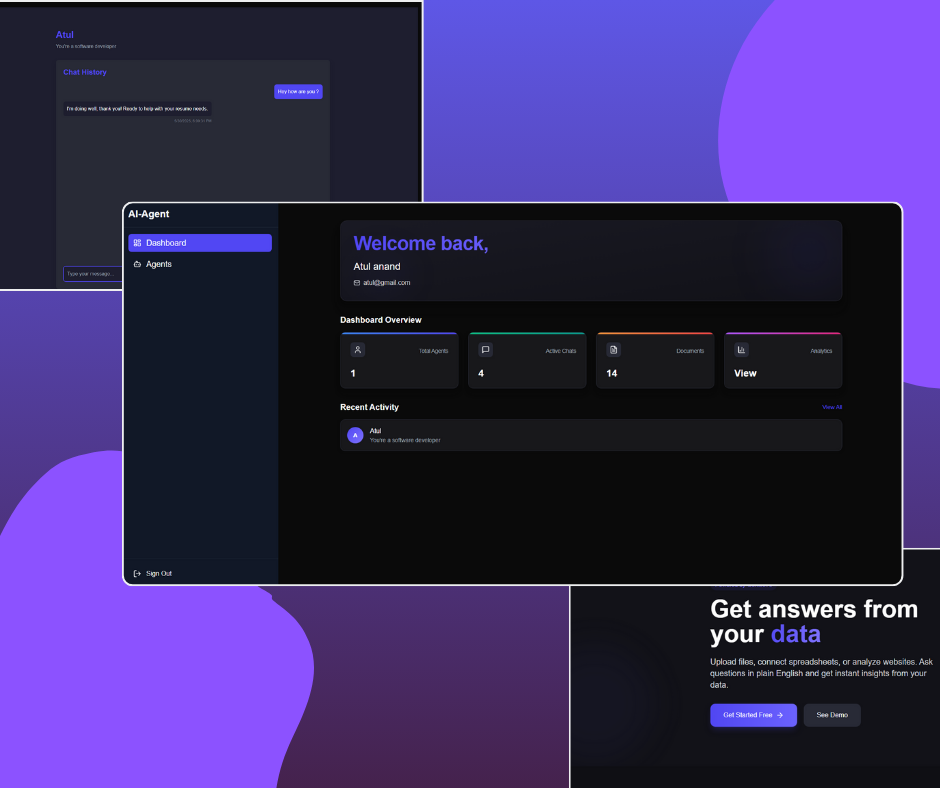 Atul
You're a software developer
Chat History
Hey how are you ?
I'm doing well, thank you! Ready to help with your resume needs.
Type your message...
AI-Agent
Dashboard
Agents
Sign Out
Welcome back,
Atul anand
atul@gmail.com
Dashboard Overview
Total Agents
1
Active Chats
4
Documents
14
Analytics
View
Recent Activity
View All
A
Atul
You're a software developer
Get answers from
your data
Upload files, connect spreadsheets, or analyze websites. Ask
questions in plain English and get instant insights from your
data.
Get Started Free →
See Demo